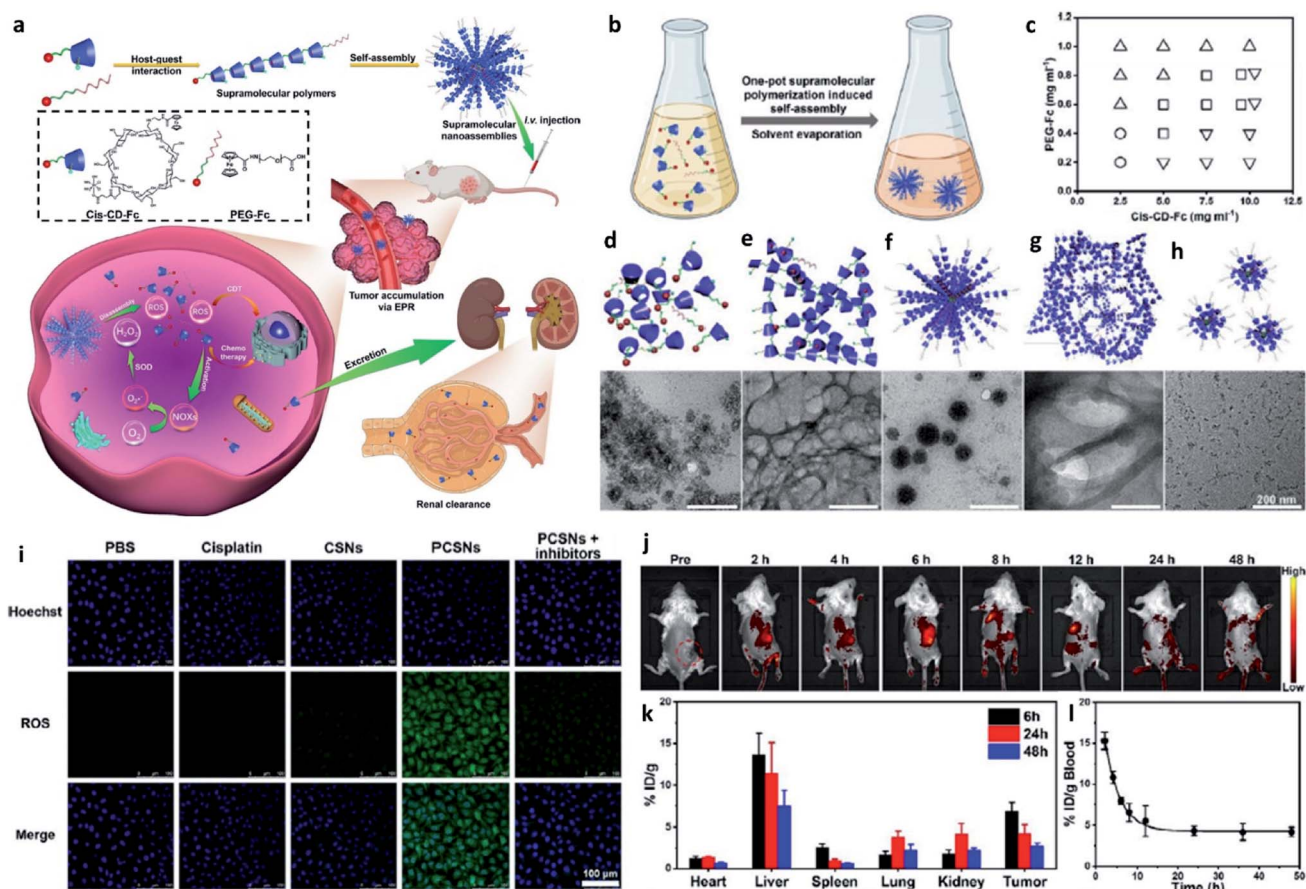 a
Host-guest
interaction
Self-assembly
Supramolecular polymers
Supramolecular
nanoassemblies
i.v. injection
Cis-CD-Fc
PEG-Fc
Tumor accumulation
via EPR
Disassembly
ROS
ROS
CDT
H₂O₂
Chemo
therapy
Activation
SOD
O₂•⁻
NOXs
O₂
Excretion
Renal clearance
b
One-pot supramolecular
polymerization induced
self-assembly
Solvent evaporation
c
PEG-Fc (mg ml⁻¹)
1.2
1.0
0.8
0.6
0.4
0.2
0.0
0.0 2.5 5.0 7.5 10.0 12.5
Cis-CD-Fc (mg ml⁻¹)
d e f g h
200 nm
i
PBS Cisplatin CSNs PCSNs PCSNs +
inhibitors
Hoechst
ROS
Merge
100 µm
j
Pre 2 h 4 h 6 h 8 h 12 h 24 h 48 h
High
Low
k
% ID/g
20
15
10
5
0
6h
24h
48h
Heart Liver Spleen Lung Kidney Tumor
l
% ID/g Blood
20
15
10
5
0
0 10 20 30 40 50
Time (h)